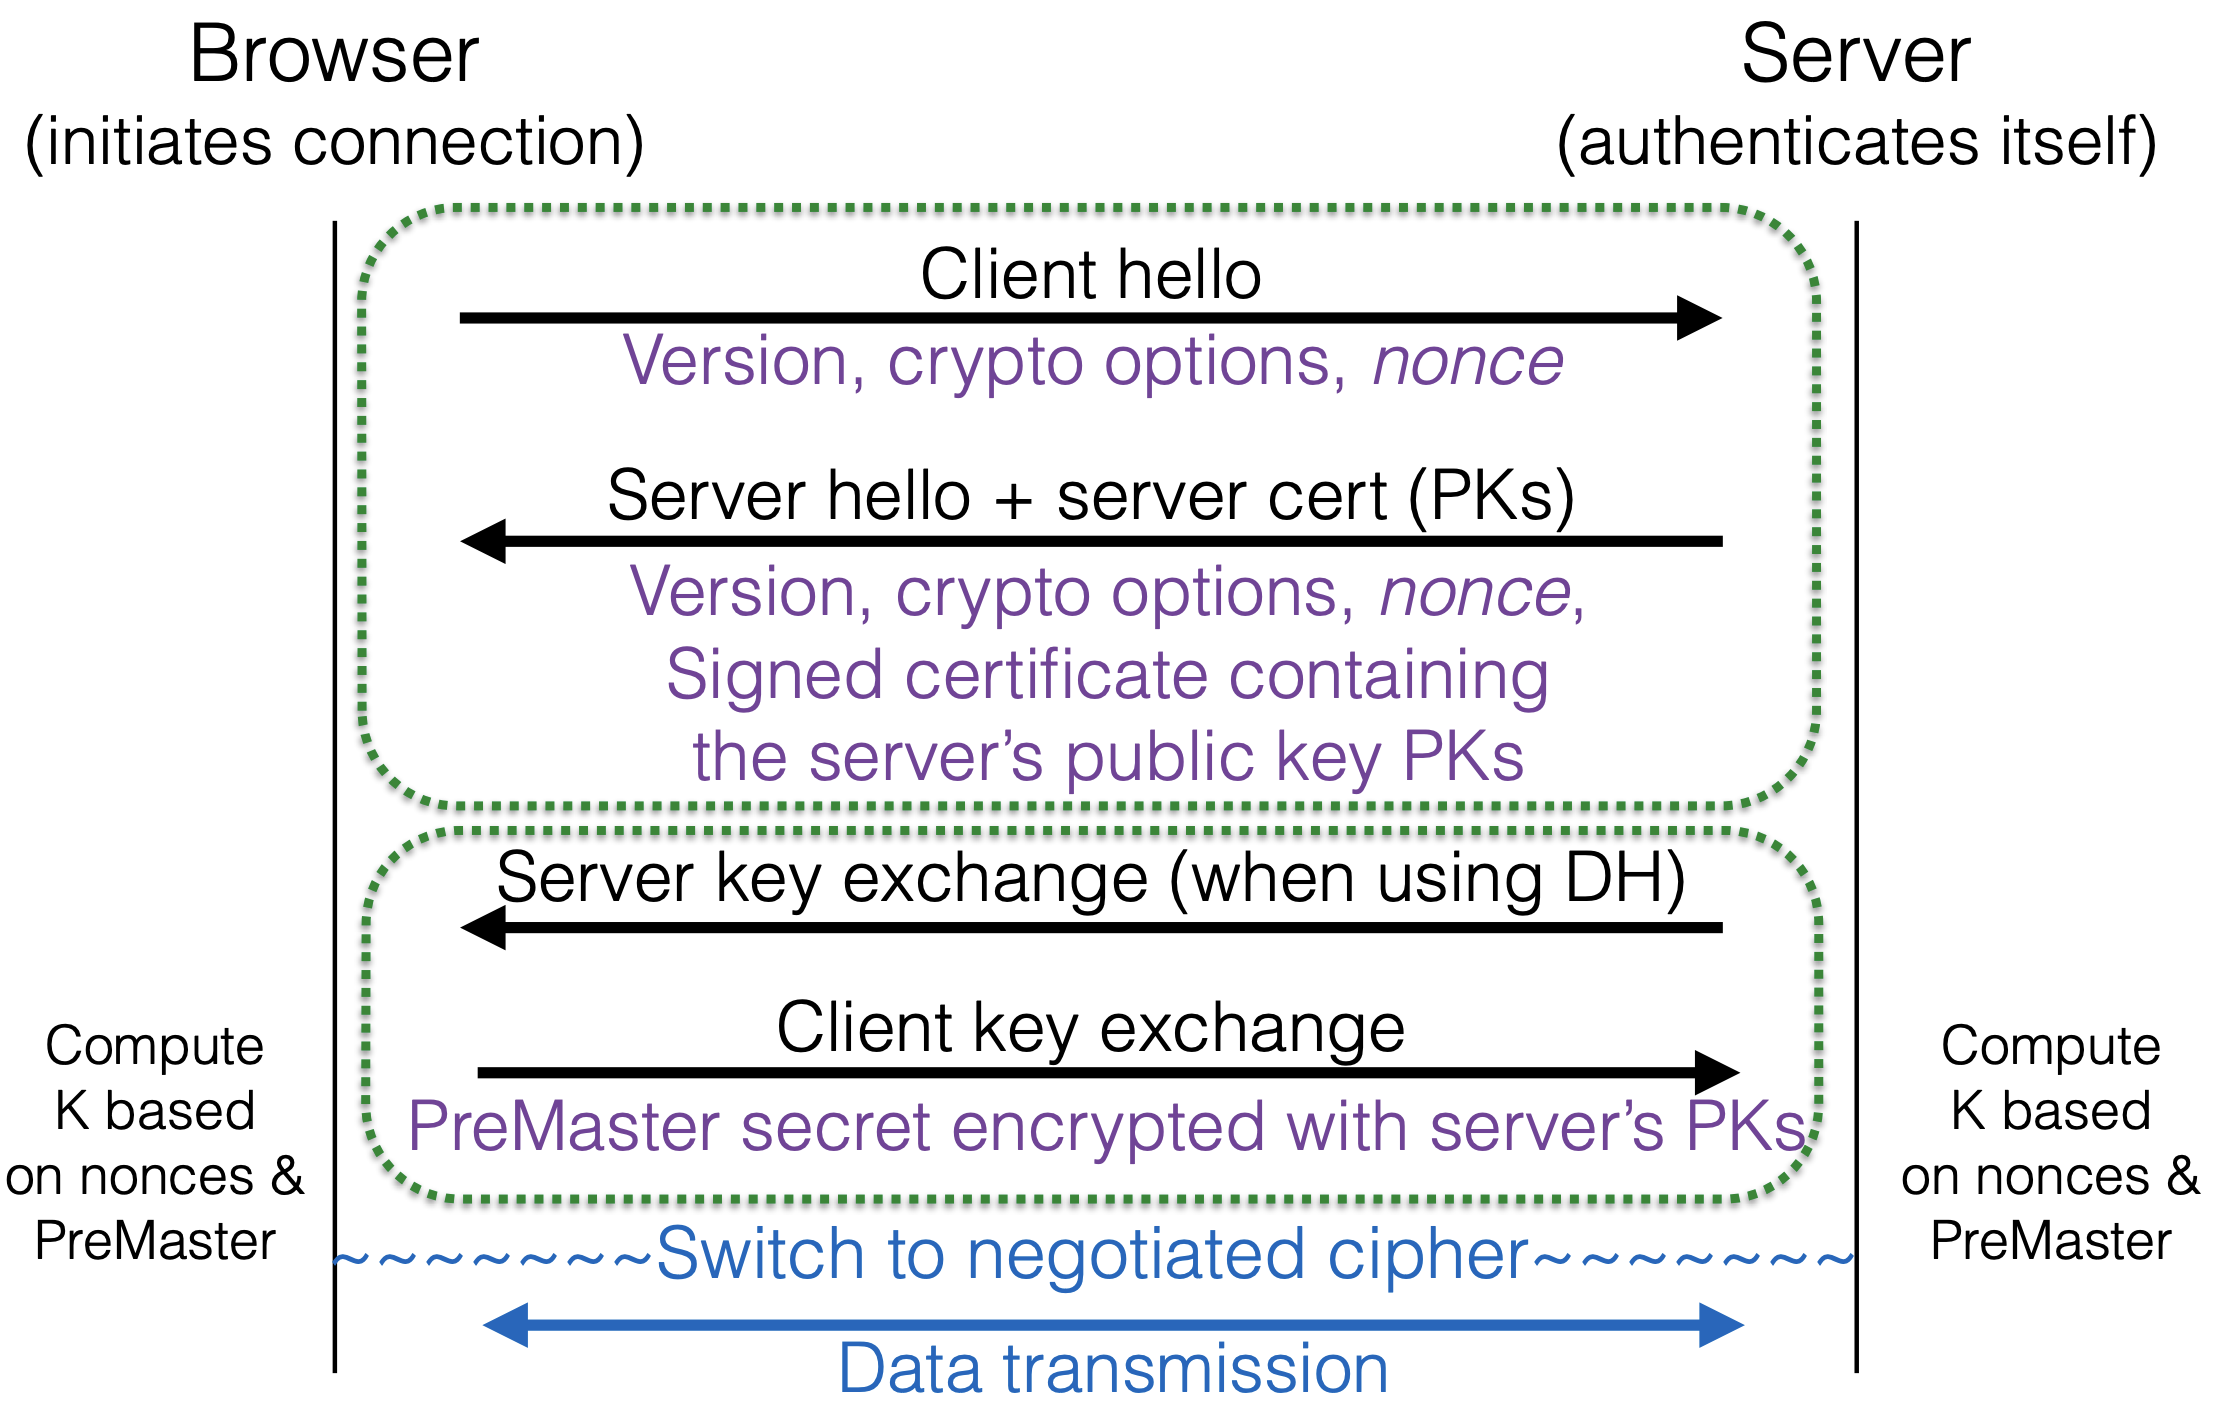 Browser
(initiates connection)
Server
(authenticates itself)
Client hello
Version, crypto options, nonce
Server hello + server cert (PKs)
Version, crypto options, nonce,
Signed certificate containing
the server’s public key PKs
Server key exchange (when using DH)
Client key exchange
PreMaster secret encrypted with server’s PKs
Compute
K based
on nonces &
PreMaster
Compute
K based
on nonces &
PreMaster
~~~~~~~Switch to negotiated cipher~~~~~~~
Data transmission